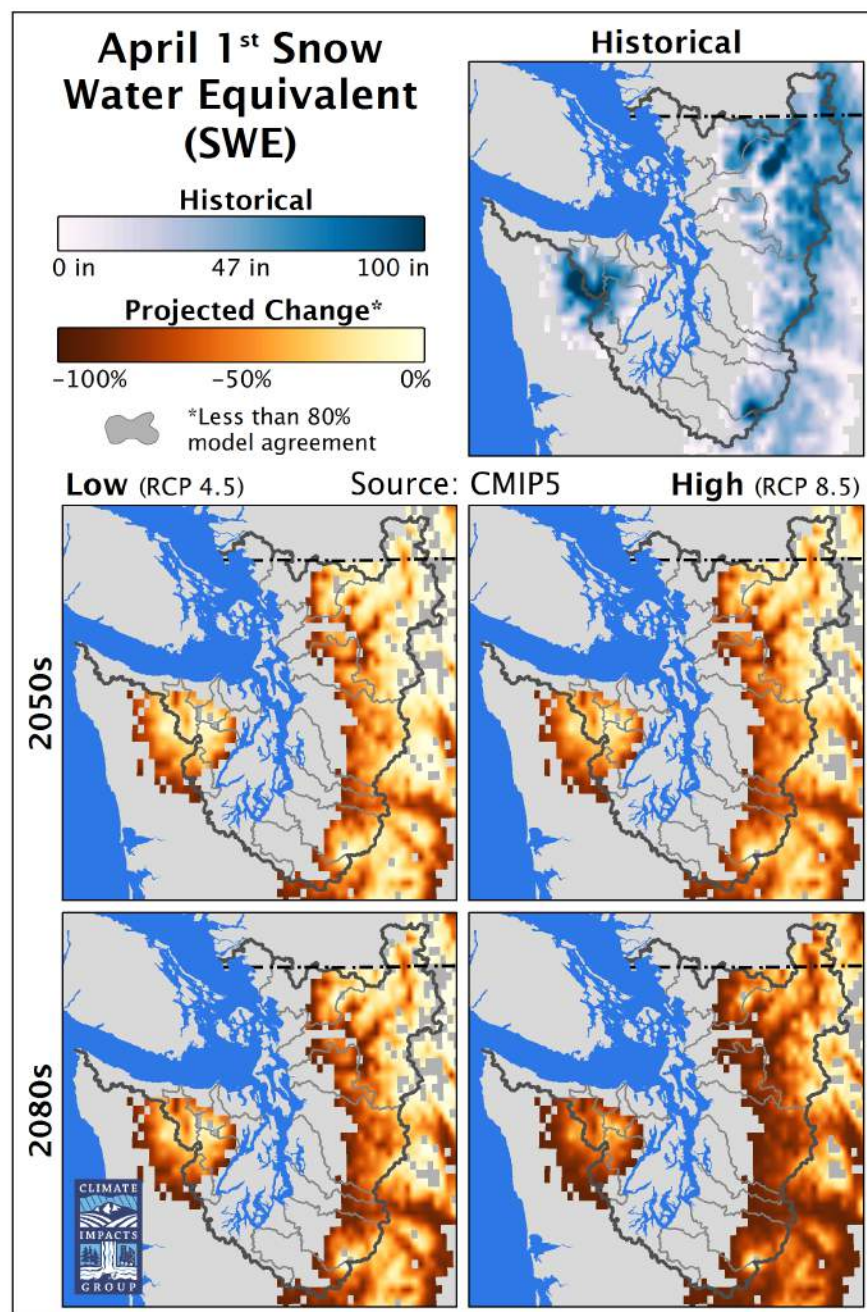 April 1st Snow
Water Equivalent
(SWE)
Historical
0 in 47 in 100 in
Projected Change*
-100% -50% 0%
*Less than 80%
model agreement
Historical
Low (RCP 4.5) Source: CMIP5 High (RCP 8.5)
2050s
2080s
CLIMATE
IMPACTS
GROUP